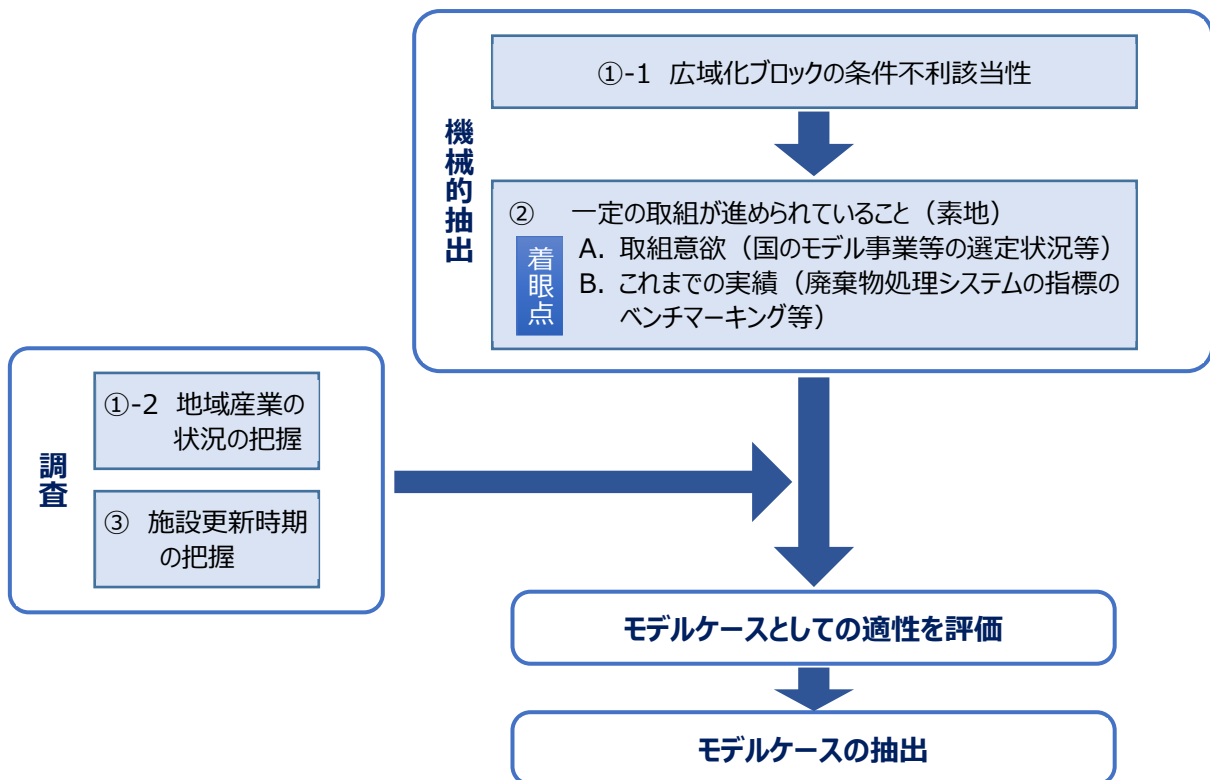 機械的抽出
①-1 広域化ブロックの条件不利該当性
② 一定の取組が進められていること（素地）
着眼点
A. 取組意欲（国のモデル事業等の選定状況等）
B. これまでの実績（廃棄物処理システムの指標の
ベンチマーキング等）
調査
①-2 地域産業の
状況の把握
③ 施設更新時期
の把握
モデルケースとしての適性を評価
モデルケースの抽出